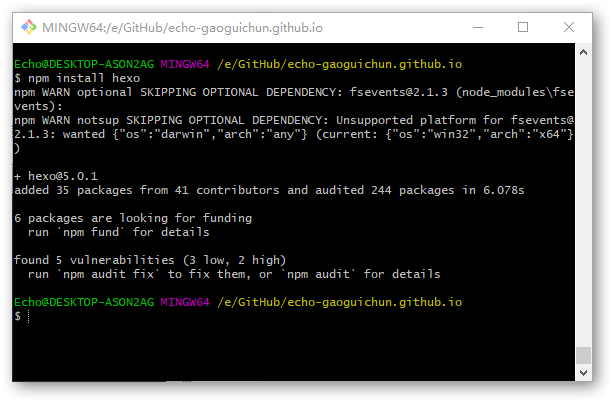 MINGW64:/e/GitHub/echo-gaoguichun.github.io
Echo@DESKTOP-ASON2AG MINGW64 /e/GitHub/echo-gaoguichun.github.io
$ npm install hexo
npm WARN optional SKIPPING OPTIONAL DEPENDENCY: fsevents@2.1.3 (node_modules\fse
vents):
npm WARN notsup SKIPPING OPTIONAL DEPENDENCY: Unsupported platform for fsevents@
2.1.3: wanted {"os":"darwin","arch":"any"} (current: {"os":"win32","arch":"x64"}
)
+ hexo@5.0.1
added 35 packages from 41 contributors and audited 244 packages in 6.078s
6 packages are looking for funding
run `npm fund` for details
found 5 vulnerabilities (3 low, 2 high)
run `npm audit fix` to fix them, or `npm audit` for details
Echo@DESKTOP-ASON2AG MINGW64 /e/GitHub/echo-gaoguichun.github.io
$